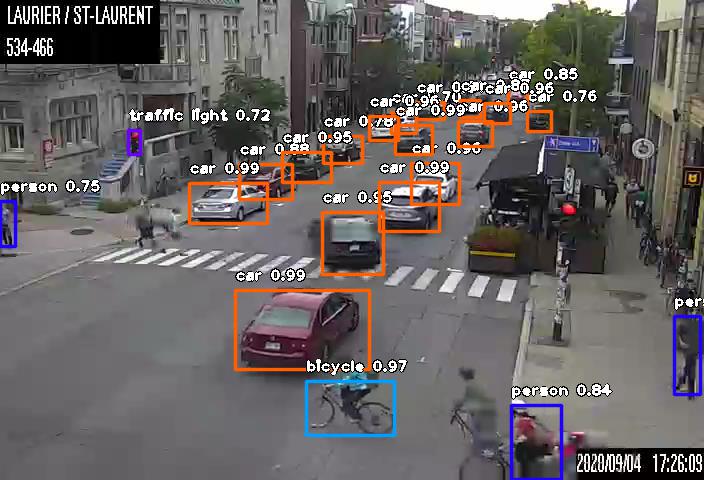 LAURIER / ST-LAURENT
534-466
car 0.85
car 0.96
car 0.76
car 0.96
car 0.99
traffic light 0.72
car 0.95
car 0.96
car 0.88
car 0.99
car 0.99
person 0.75
car 0.95
car 0.99
pers
bicycle 0.97
person 0.84
2020/09/04 17:26:09